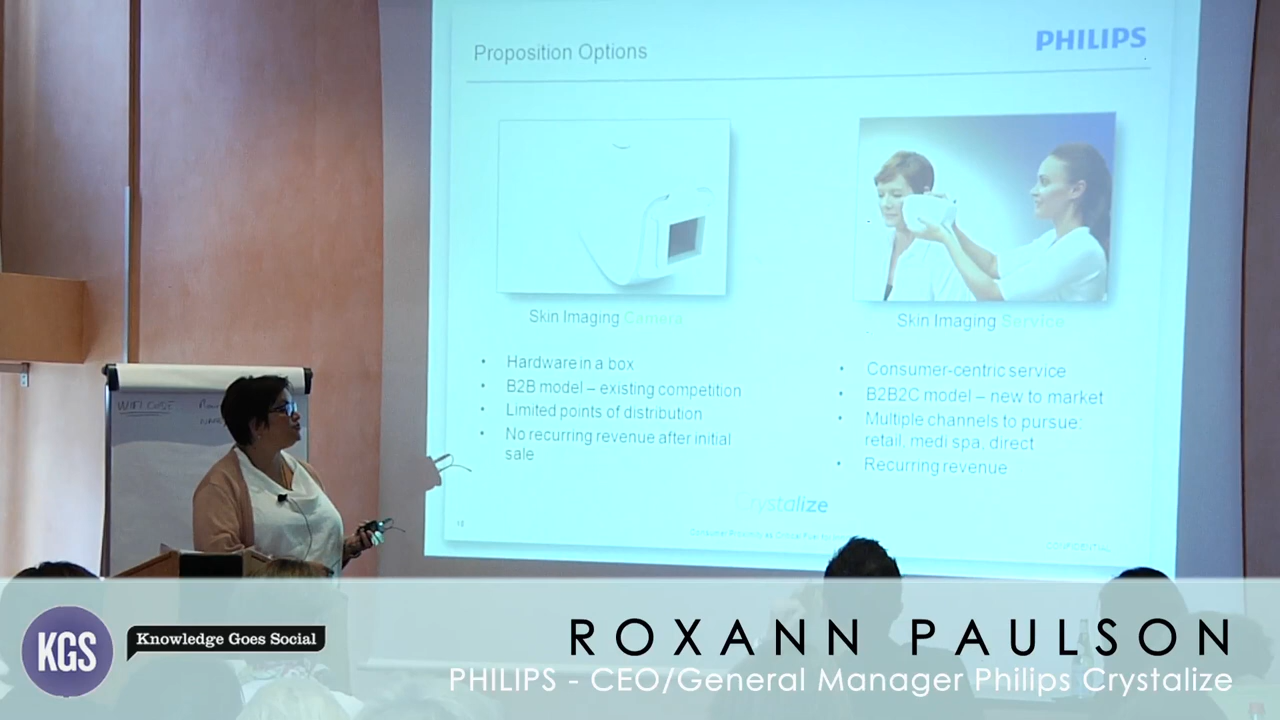 Proposition Options
PHILIPS
Skin Imaging Camera
Hardware in a box
B2B model – existing competition
Limited points of distribution
No recurring revenue after initial
sale
Skin Imaging Service
Consumer-centric service
B2B2C model – new to market
Multiple channels to pursue:
retail, medi spa, direct
Recurring revenue
Crystalize
CONFIDENTIAL
WIFI CODE
KGS
Knowledge Goes Social
ROXANN PAULSON
PHILIPS - CEO/General Manager Philips Crystalize